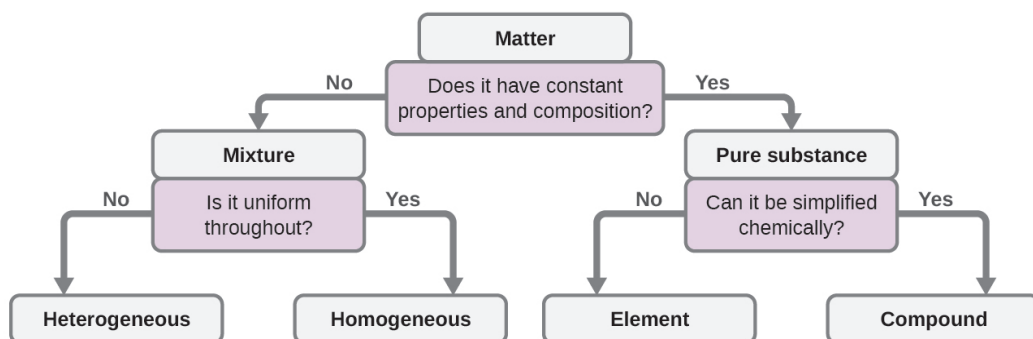 Matter
No
Does it have constant
properties and composition?
Yes
Mixture
Pure substance
No
Is it uniform
throughout?
Yes
No
Can it be simplified
chemically?
Yes
Heterogeneous
Homogeneous
Element
Compound